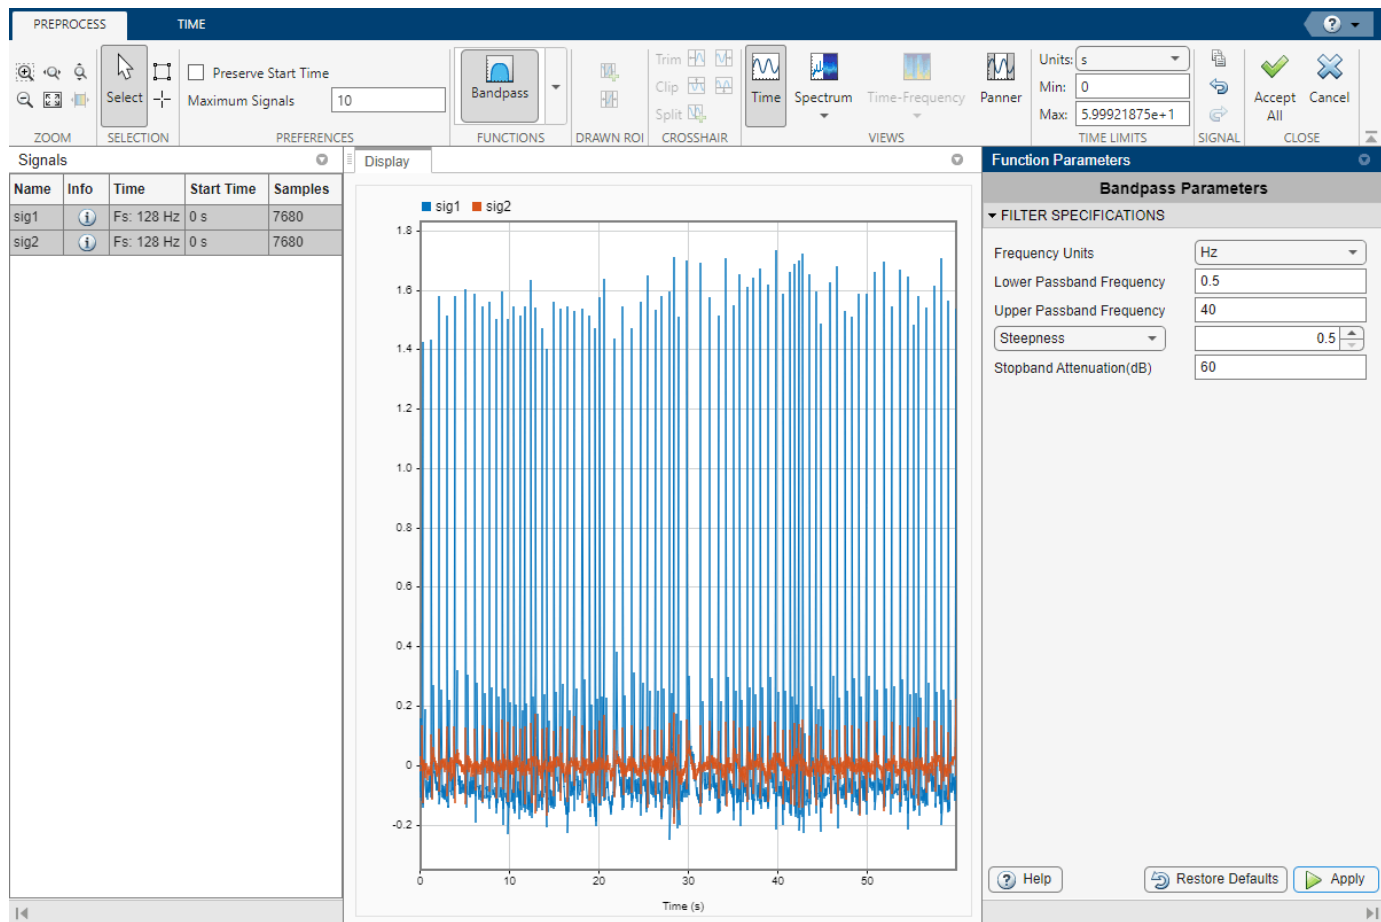 PREPROCESS TIME
?
Preserve Start Time
Select
Maximum Signals 10
ZOOM SELECTION PREFERENCES
Bandpass
FUNCTIONS
DRAWN ROI
Trim
Clip
Split
CROSSHAIR
Time Spectrum Time-Frequency Panner
VIEWS
Units: s
Min: 0
Max: 5.99921875e+1
TIME LIMITS
SIGNAL
Accept All
Cancel
CLOSE
Signals
Name Info Time Start Time Samples
sig1 i Fs: 128 Hz 0 s 7680
sig2 i Fs: 128 Hz 0 s 7680
Display
sig1 sig2
1.8
1.6
1.4
1.2
1.0
0.8
0.6
0.4
0.2
0
-0.2
0 10 20 30 40 50
Time (s)
Function Parameters
Bandpass Parameters
FILTER SPECIFICATIONS
Frequency Units Hz
Lower Passband Frequency 0.5
Upper Passband Frequency 40
Steepness 0.5
Stopband Attenuation(dB) 60
? Help Restore Defaults Apply